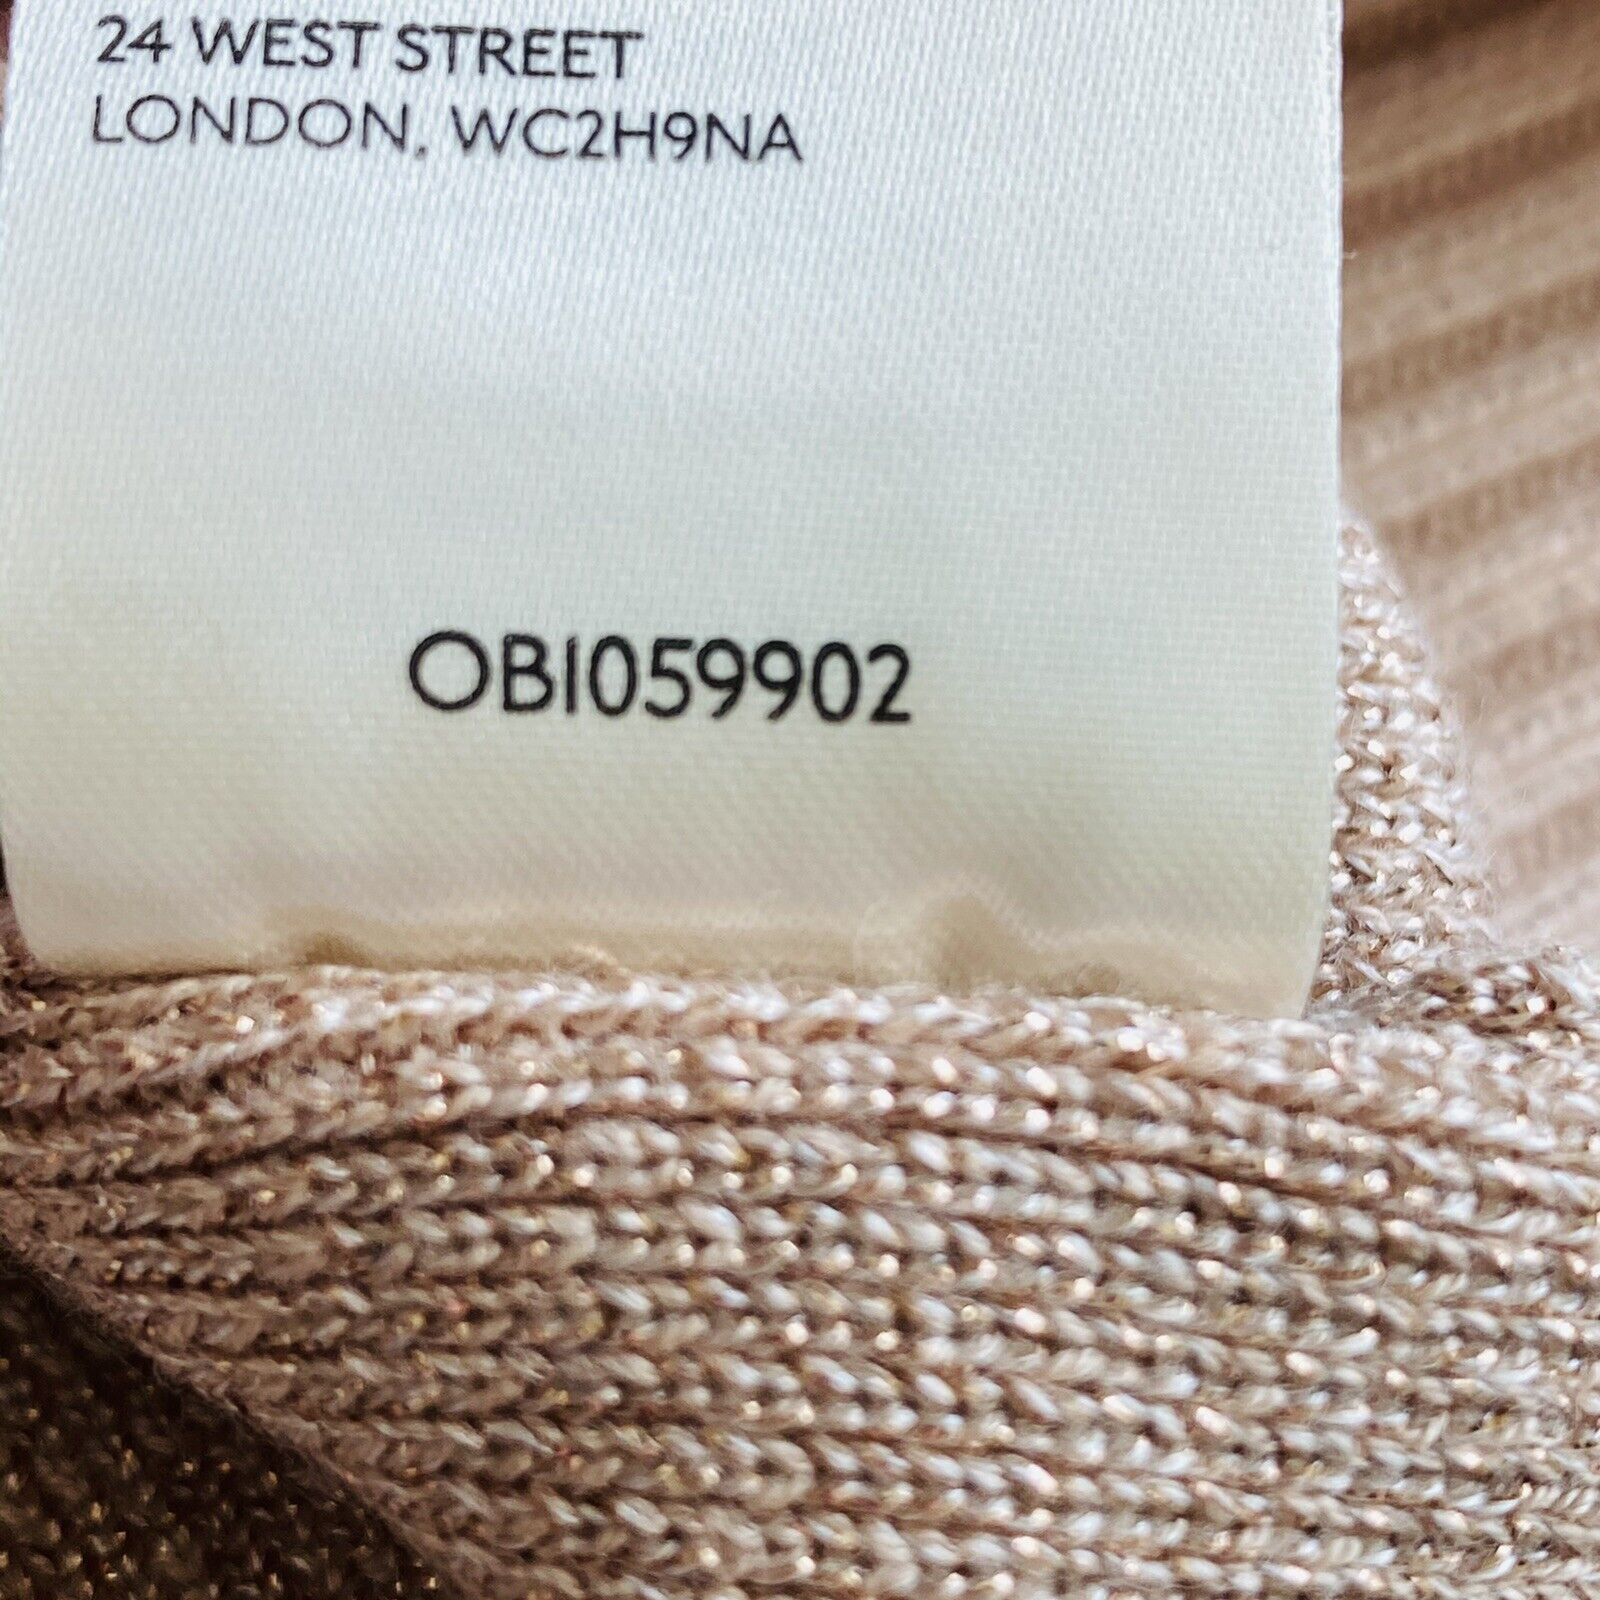 24 WEST STREET
LONDON, WC2H9NA
OBI059902